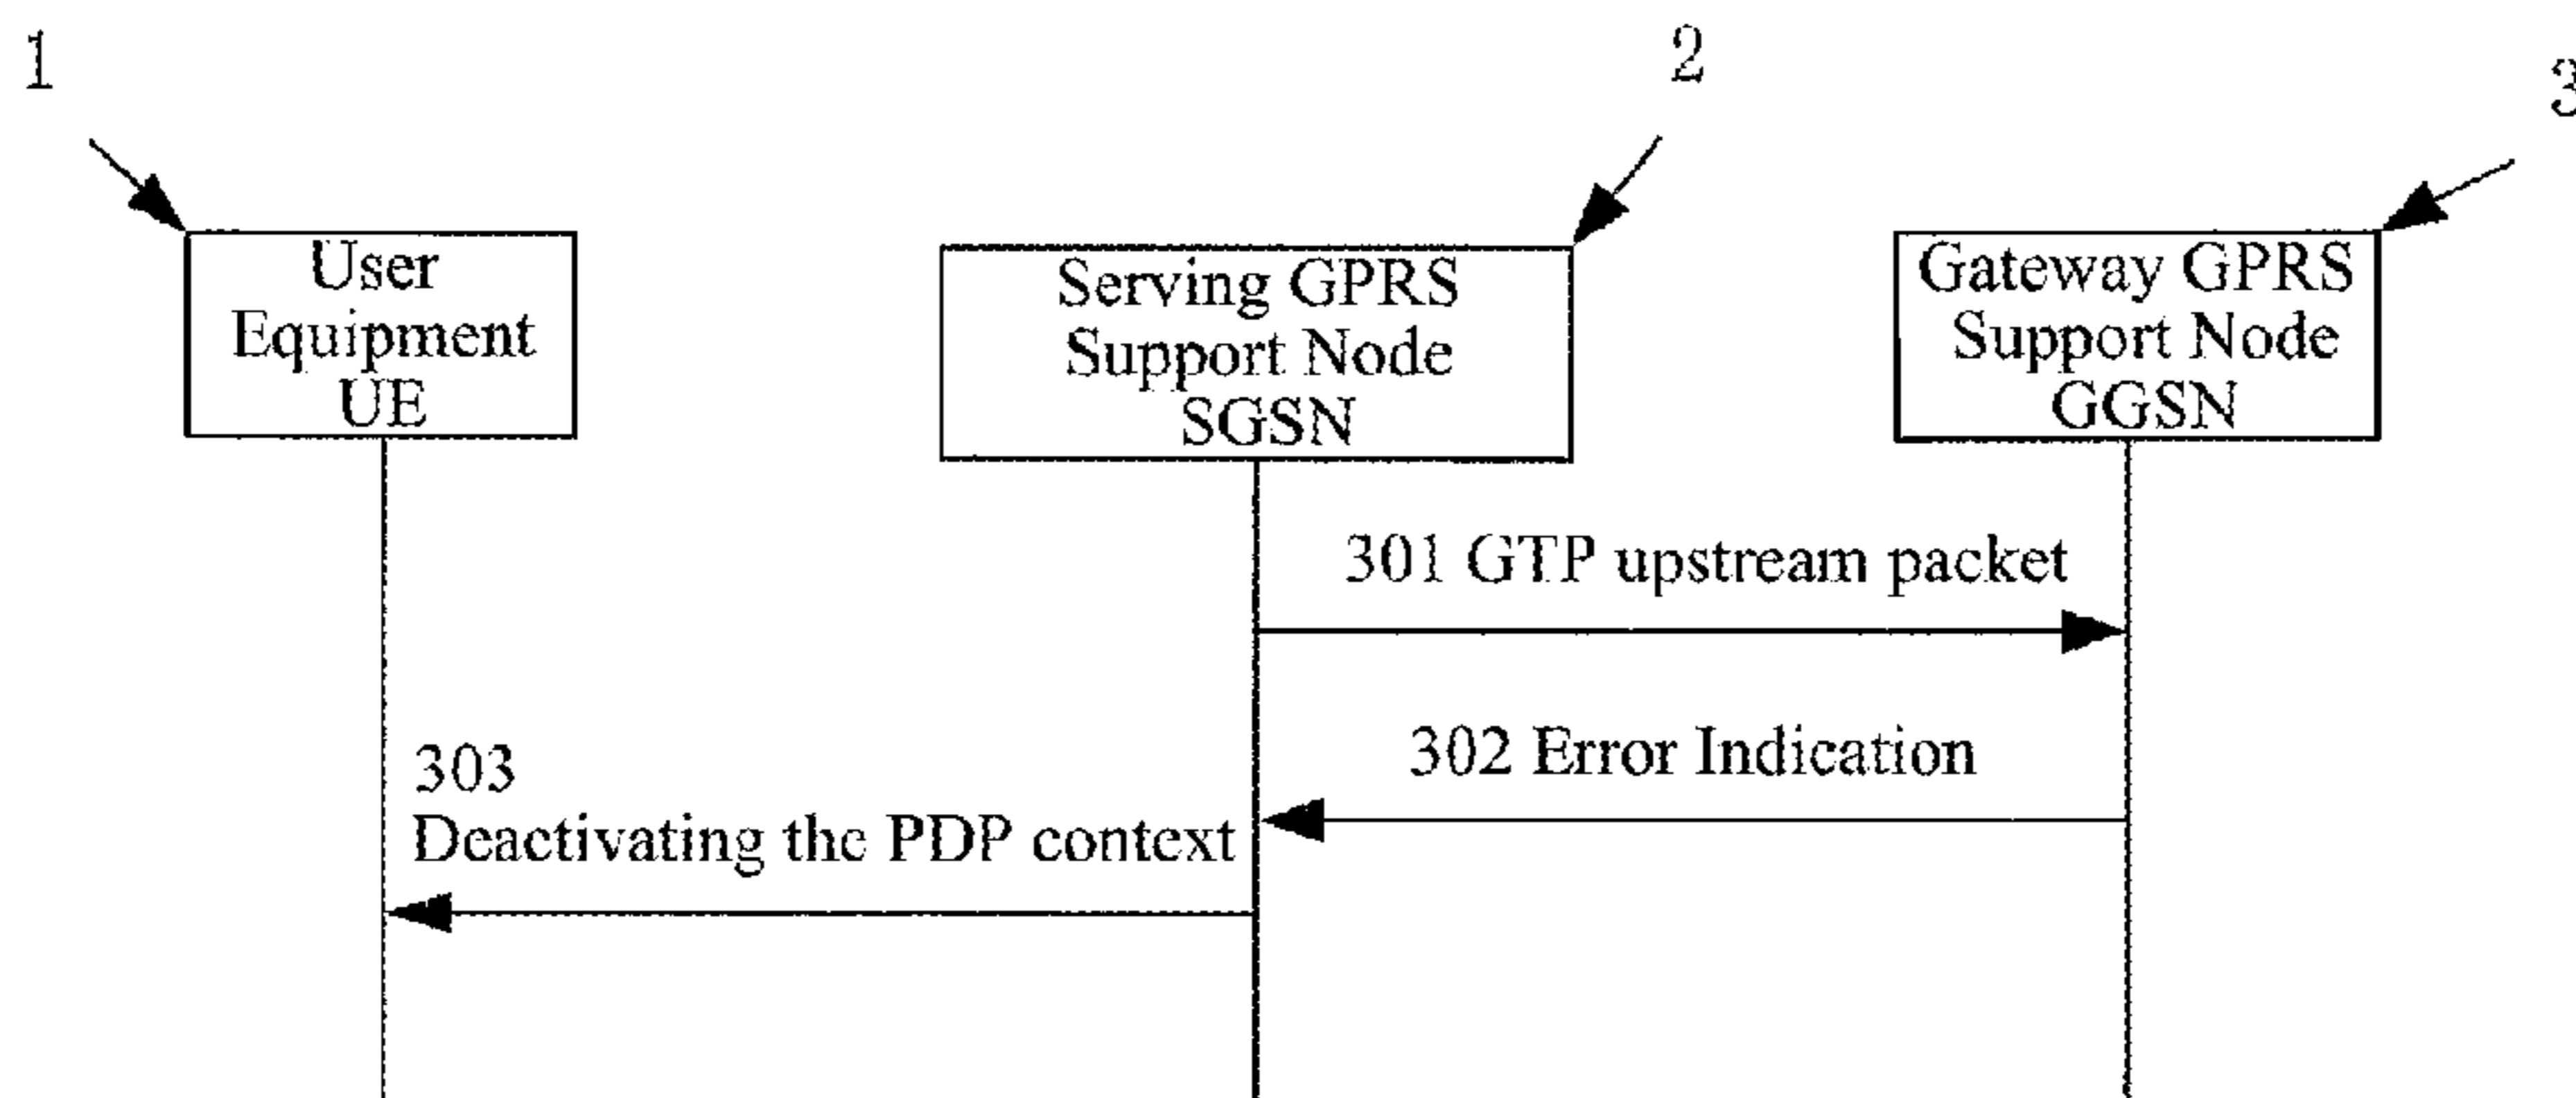 1
2
3
User
Equipment
UE
Serving GPRS
Support Node
SGSN
Gateway GPRS
Support Node
GGSN
301 GTP upstream packet
302 Error Indication
303
Deactivating the PDP context